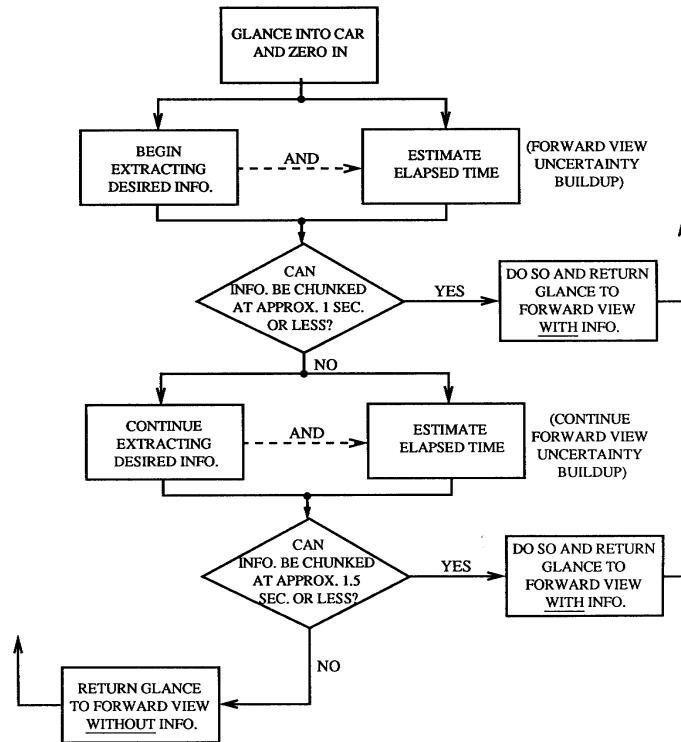 GLANCE INTO CAR
AND ZERO IN
BEGIN
EXTRACTING
DESIRED INFO.
AND
ESTIMATE
ELAPSED TIME
(FORWARD VIEW
UNCERTAINTY
BUILDUP)
CAN
INFO. BE CHUNKED
AT APPROX. 1 SEC.
OR LESS?
YES
DO SO AND RETURN
GLANCE TO
FORWARD VIEW
WITH INFO.
NO
CONTINUE
EXTRACTING
DESIRED INFO.
AND
ESTIMATE
ELAPSED TIME
(CONTINUE
FORWARD VIEW
UNCERTAINTY
BUILDUP)
CAN
INFO. BE CHUNKED
AT APPROX. 1.5
SEC. OR LESS?
YES
DO SO AND RETURN
GLANCE TO
FORWARD VIEW
WITH INFO.
NO
RETURN GLANCE
TO FORWARD VIEW
WITHOUT INFO.